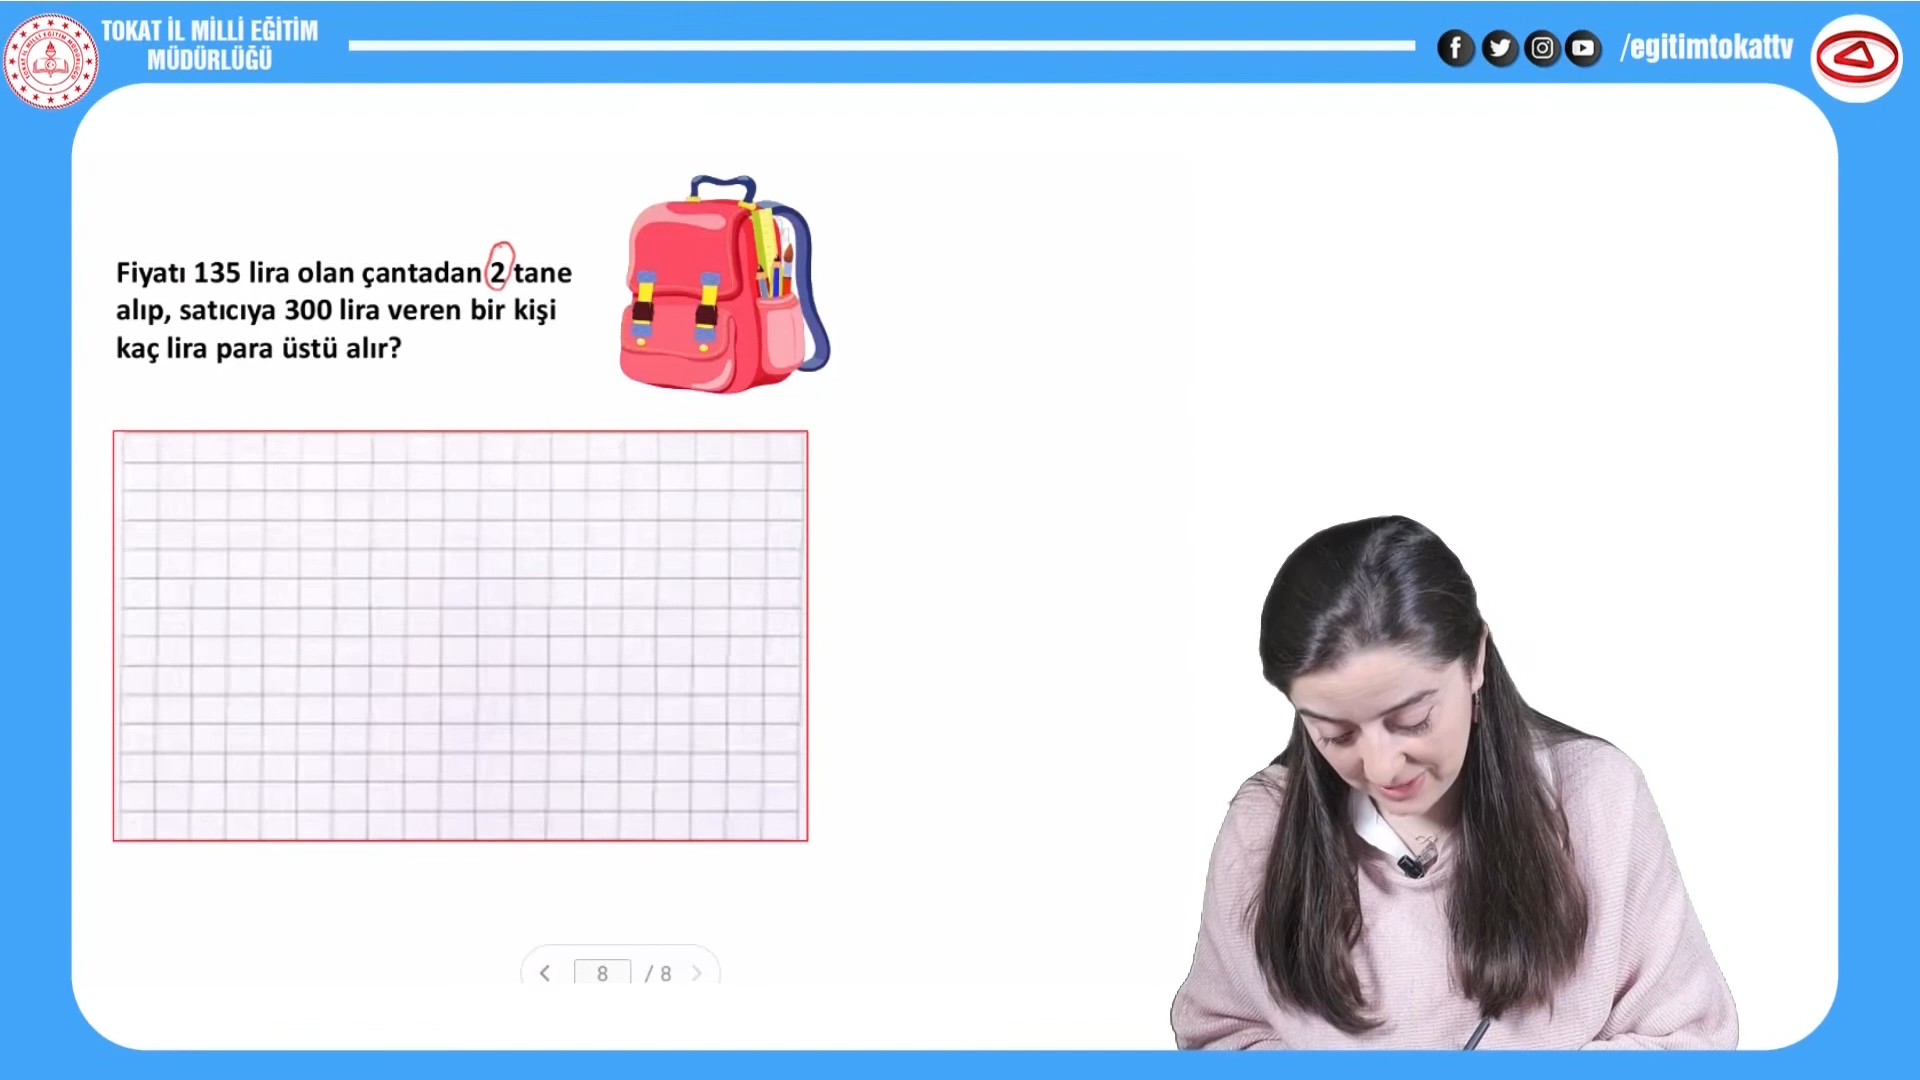 TOKAT İL MİLLİ EĞİTİM
MÜDÜRLÜĞÜ
/egitimtokattv
Fiyatı 135 lira olan çantadan 2 tane
alıp, satıcıya 300 lira veren bir kişi
kaç lira para üstü alır?
8 / 8